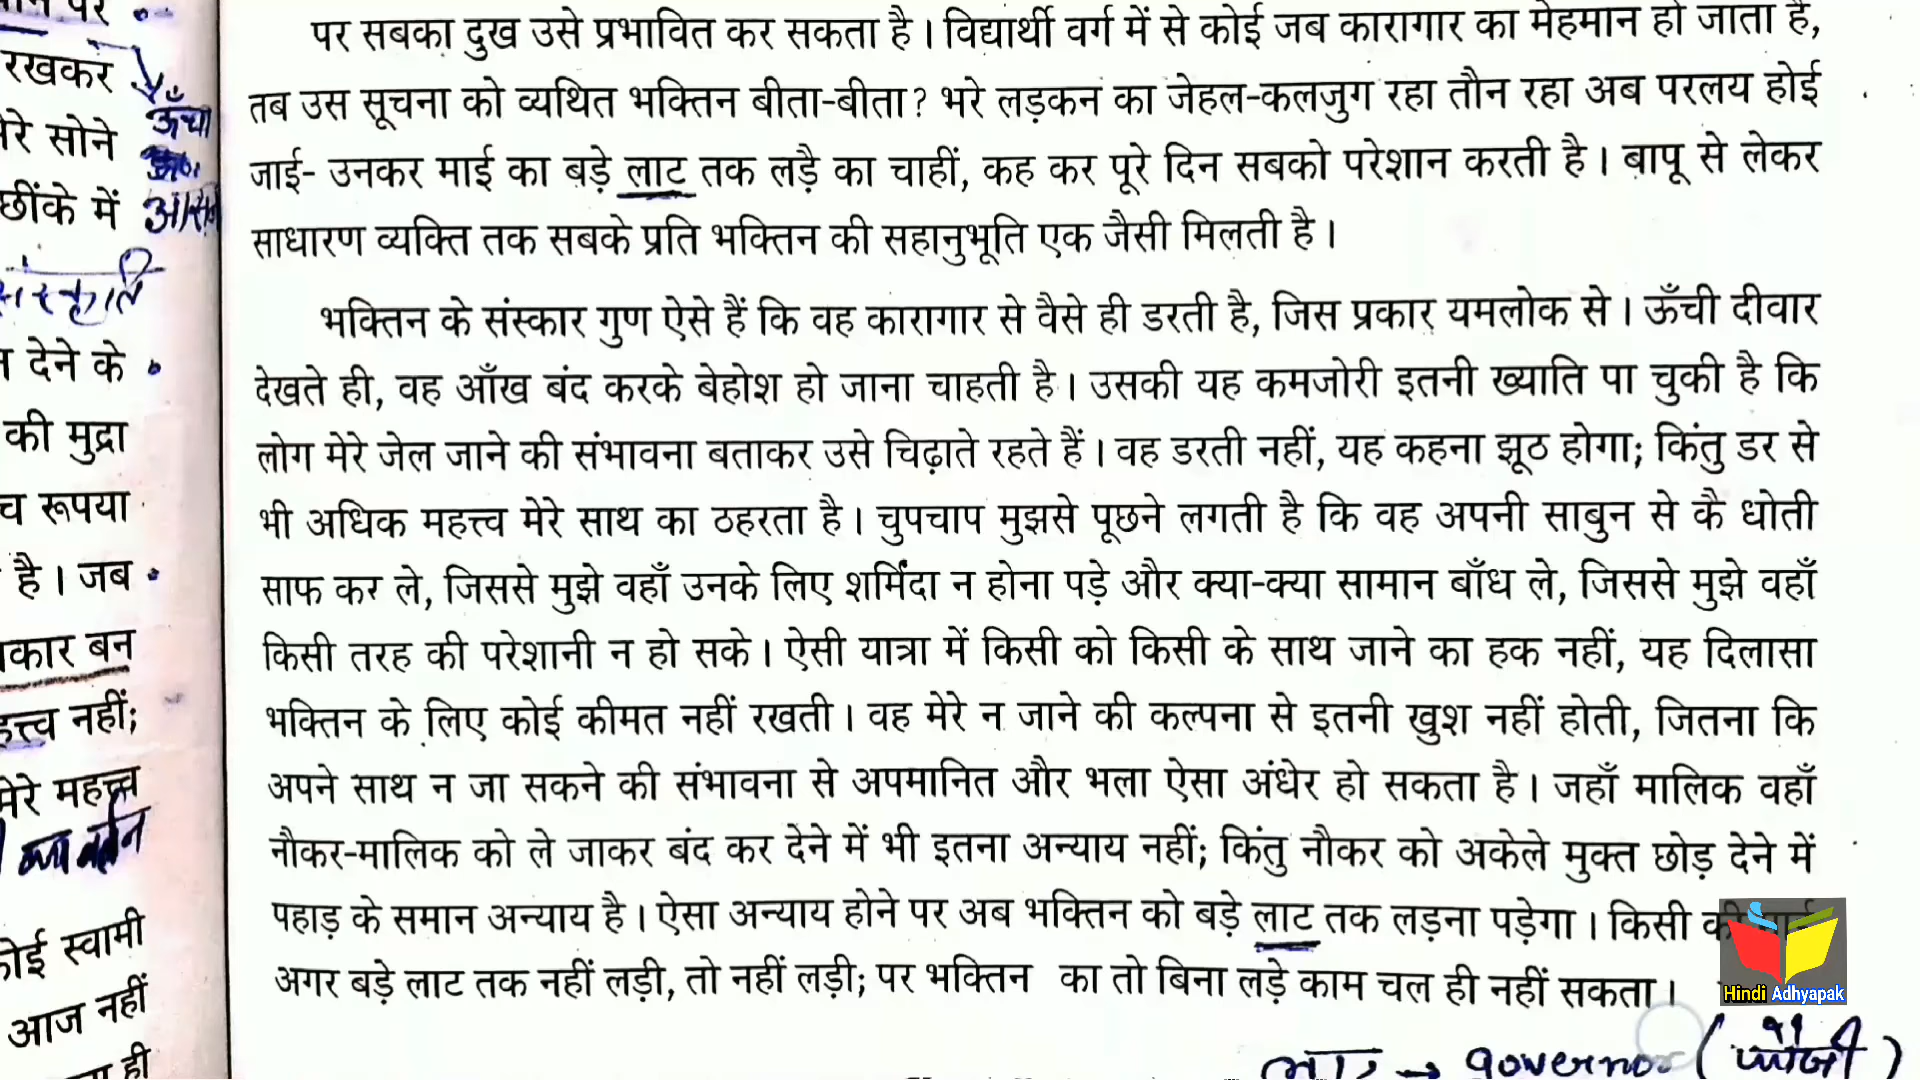 पर सबका दुख उसे प्रभावित कर सकता है। विद्यार्थी वर्ग में से कोई जब कारागार का मेहमान हो जाता है,
तब उस सूचना को व्यथित भक्तिन बीता-बीता? भरे लड़कन का जेहल-कलजुग रहा तौन रहा अब परलय होई
जाई- उनकर माई का बड़े लाट तक लड़ै का चाहीं, कह कर पूरे दिन सबको परेशान करती है। बापू से लेकर
साधारण व्यक्ति तक सबके प्रति भक्तिन की सहानुभूति एक जैसी मिलती है।
भक्तिन के संस्कार गुण ऐसे हैं कि वह कारागार से वैसे ही डरती है, जिस प्रकार यमलोक से। ऊँची दीवार
देखते ही, वह आँख बंद करके बेहोश हो जाना चाहती है। उसकी यह कमजोरी इतनी ख्याति पा चुकी है कि
लोग मेरे जेल जाने की संभावना बताकर उसे चिढ़ाते रहते हैं। वह डरती नहीं, यह कहना झूठ होगा; किंतु डर से
भी अधिक महत्त्व मेरे साथ का ठहरता है। चुपचाप मुझसे पूछने लगती है कि वह अपनी साबुन से कै धोती
साफ कर ले, जिससे मुझे वहाँ उनके लिए शर्मिंदा न होना पड़े और क्या-क्या सामान बाँध ले, जिससे मुझे वहाँ
किसी तरह की परेशानी न हो सके। ऐसी यात्रा में किसी को किसी के साथ जाने का हक नहीं, यह दिलासा
भक्तिन के लिए कोई कीमत नहीं रखती। वह मेरे न जाने की कल्पना से इतनी खुश नहीं होती, जितना कि
अपने साथ न जा सकने की संभावना से अपमानित और भला ऐसा अंधेर हो सकता है। जहाँ मालिक वहाँ
नौकर-मालिक को ले जाकर बंद कर देने में भी इतना अन्याय नहीं; किंतु नौकर को अकेले मुक्त छोड़ देने में
पहाड़ के समान अन्याय है। ऐसा अन्याय होने पर अब भक्तिन को बड़े लाट तक लड़ना पड़ेगा। किसी की
अगर बड़े लाट तक नहीं लड़ी, तो नहीं लड़ी; पर भक्तिन का तो बिना लड़े काम चल ही नहीं सकता।
लाट → governor (फौजी)
रखकर
सोने
छींके में
ऊँचा
देने के
की मुद्रा
रूपया
है। जब
बन
नहीं;
मेरे महत्त्व
स्वामी
आज नहीं
ही
Hindi Adhyapak